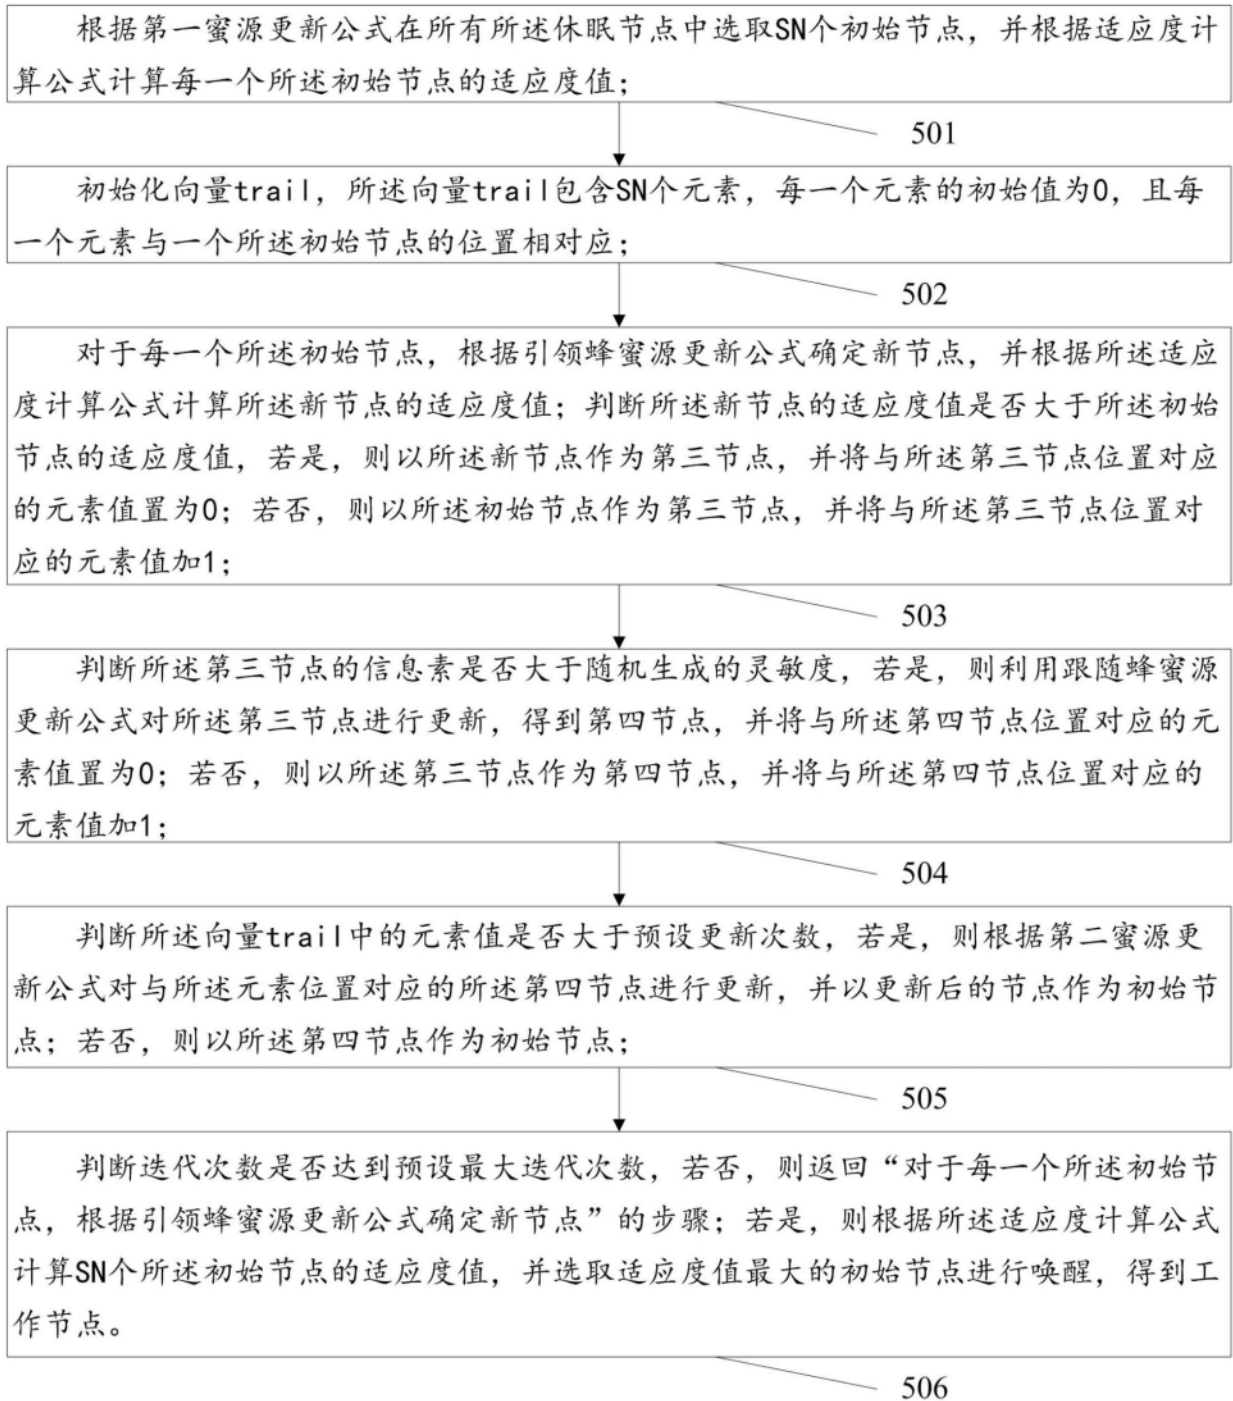 根据第一蜜源更新公式在所有所述休眠节点中选取SN个初始节点，并根据适应度计
算公式计算每一个所述初始节点的适应度值；
501
初始化向量trail，所述向量trail包含SN个元素，每一个元素的初始值为0，且每
一个元素与一个所述初始节点的位置相对应；
502
对于每一个所述初始节点，根据引领蜂蜜源更新公式确定新节点，并根据所述适应
度计算公式计算所述新节点的适应度值；判断所述新节点的适应度值是否大于所述初始
节点的适应度值，若是，则以所述新节点作为第三节点，并将与所述第三节点位置对应
的元素值置为0；若否，则以所述初始节点作为第三节点，并将与所述第三节点位置对
应的元素值加1；
503
判断所述第三节点的信息素是否大于随机生成的灵敏度，若是，则利用跟随蜂蜜源
更新公式对所述第三节点进行更新，得到第四节点，并将与所述第四节点位置对应的元
素值置为0；若否，则以所述第三节点作为第四节点，并将与所述第四节点位置对应的
元素值加1；
504
判断所述向量trail中的元素值是否大于预设更新次数，若是，则根据第二蜜源更
新公式对与所述元素位置对应的所述第四节点进行更新，并以更新后的节点作为初始节
点；若否，则以所述第四节点作为初始节点；
505
判断迭代次数是否达到预设最大迭代次数，若否，则返回“对于每一个所述初始节
点，根据引领蜂蜜源更新公式确定新节点”的步骤；若是，则根据所述适应度计算公式
计算SN个所述初始节点的适应度值，并选取适应度值最大的初始节点进行唤醒，得到工
作节点。
506